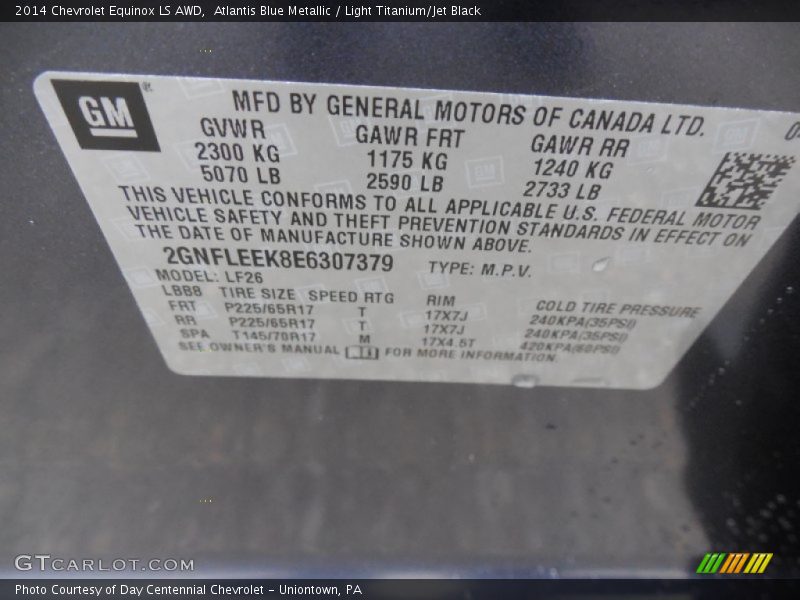 2014 Chevrolet Equinox LS AWD,  Atlantis Blue Metallic / Light Titanium/Jet Black
GM
MFD BY GENERAL MOTORS OF CANADA LTD.
GVWR GAWR FRT GAWR RR
2300 KG 1175 KG 1240 KG
5070 LB 2590 LB 2733 LB
THIS VEHICLE CONFORMS TO ALL APPLICABLE U.S. FEDERAL MOTOR
VEHICLE SAFETY AND THEFT PREVENTION STANDARDS IN EFFECT ON
THE DATE OF MANUFACTURE SHOWN ABOVE.
2GNFLEEK8E6307379 TYPE: M.P.V.
MODEL: LF26
LBB8 TIRE SIZE SPEED RTG RIM COLD TIRE PRESSURE
FRT P225/65R17 T 17X7J 240KPA(35PSI)
RR P225/65R17 T 17X7J 240KPA(35PSI)
SPA T145/70R17 M 17X4.5T 420KPA(60PSI)
SEE OWNER'S MANUAL FOR MORE INFORMATION.
GTCARLOT.COM
Photo Courtesy of Day Centennial Chevrolet - Uniontown, PA